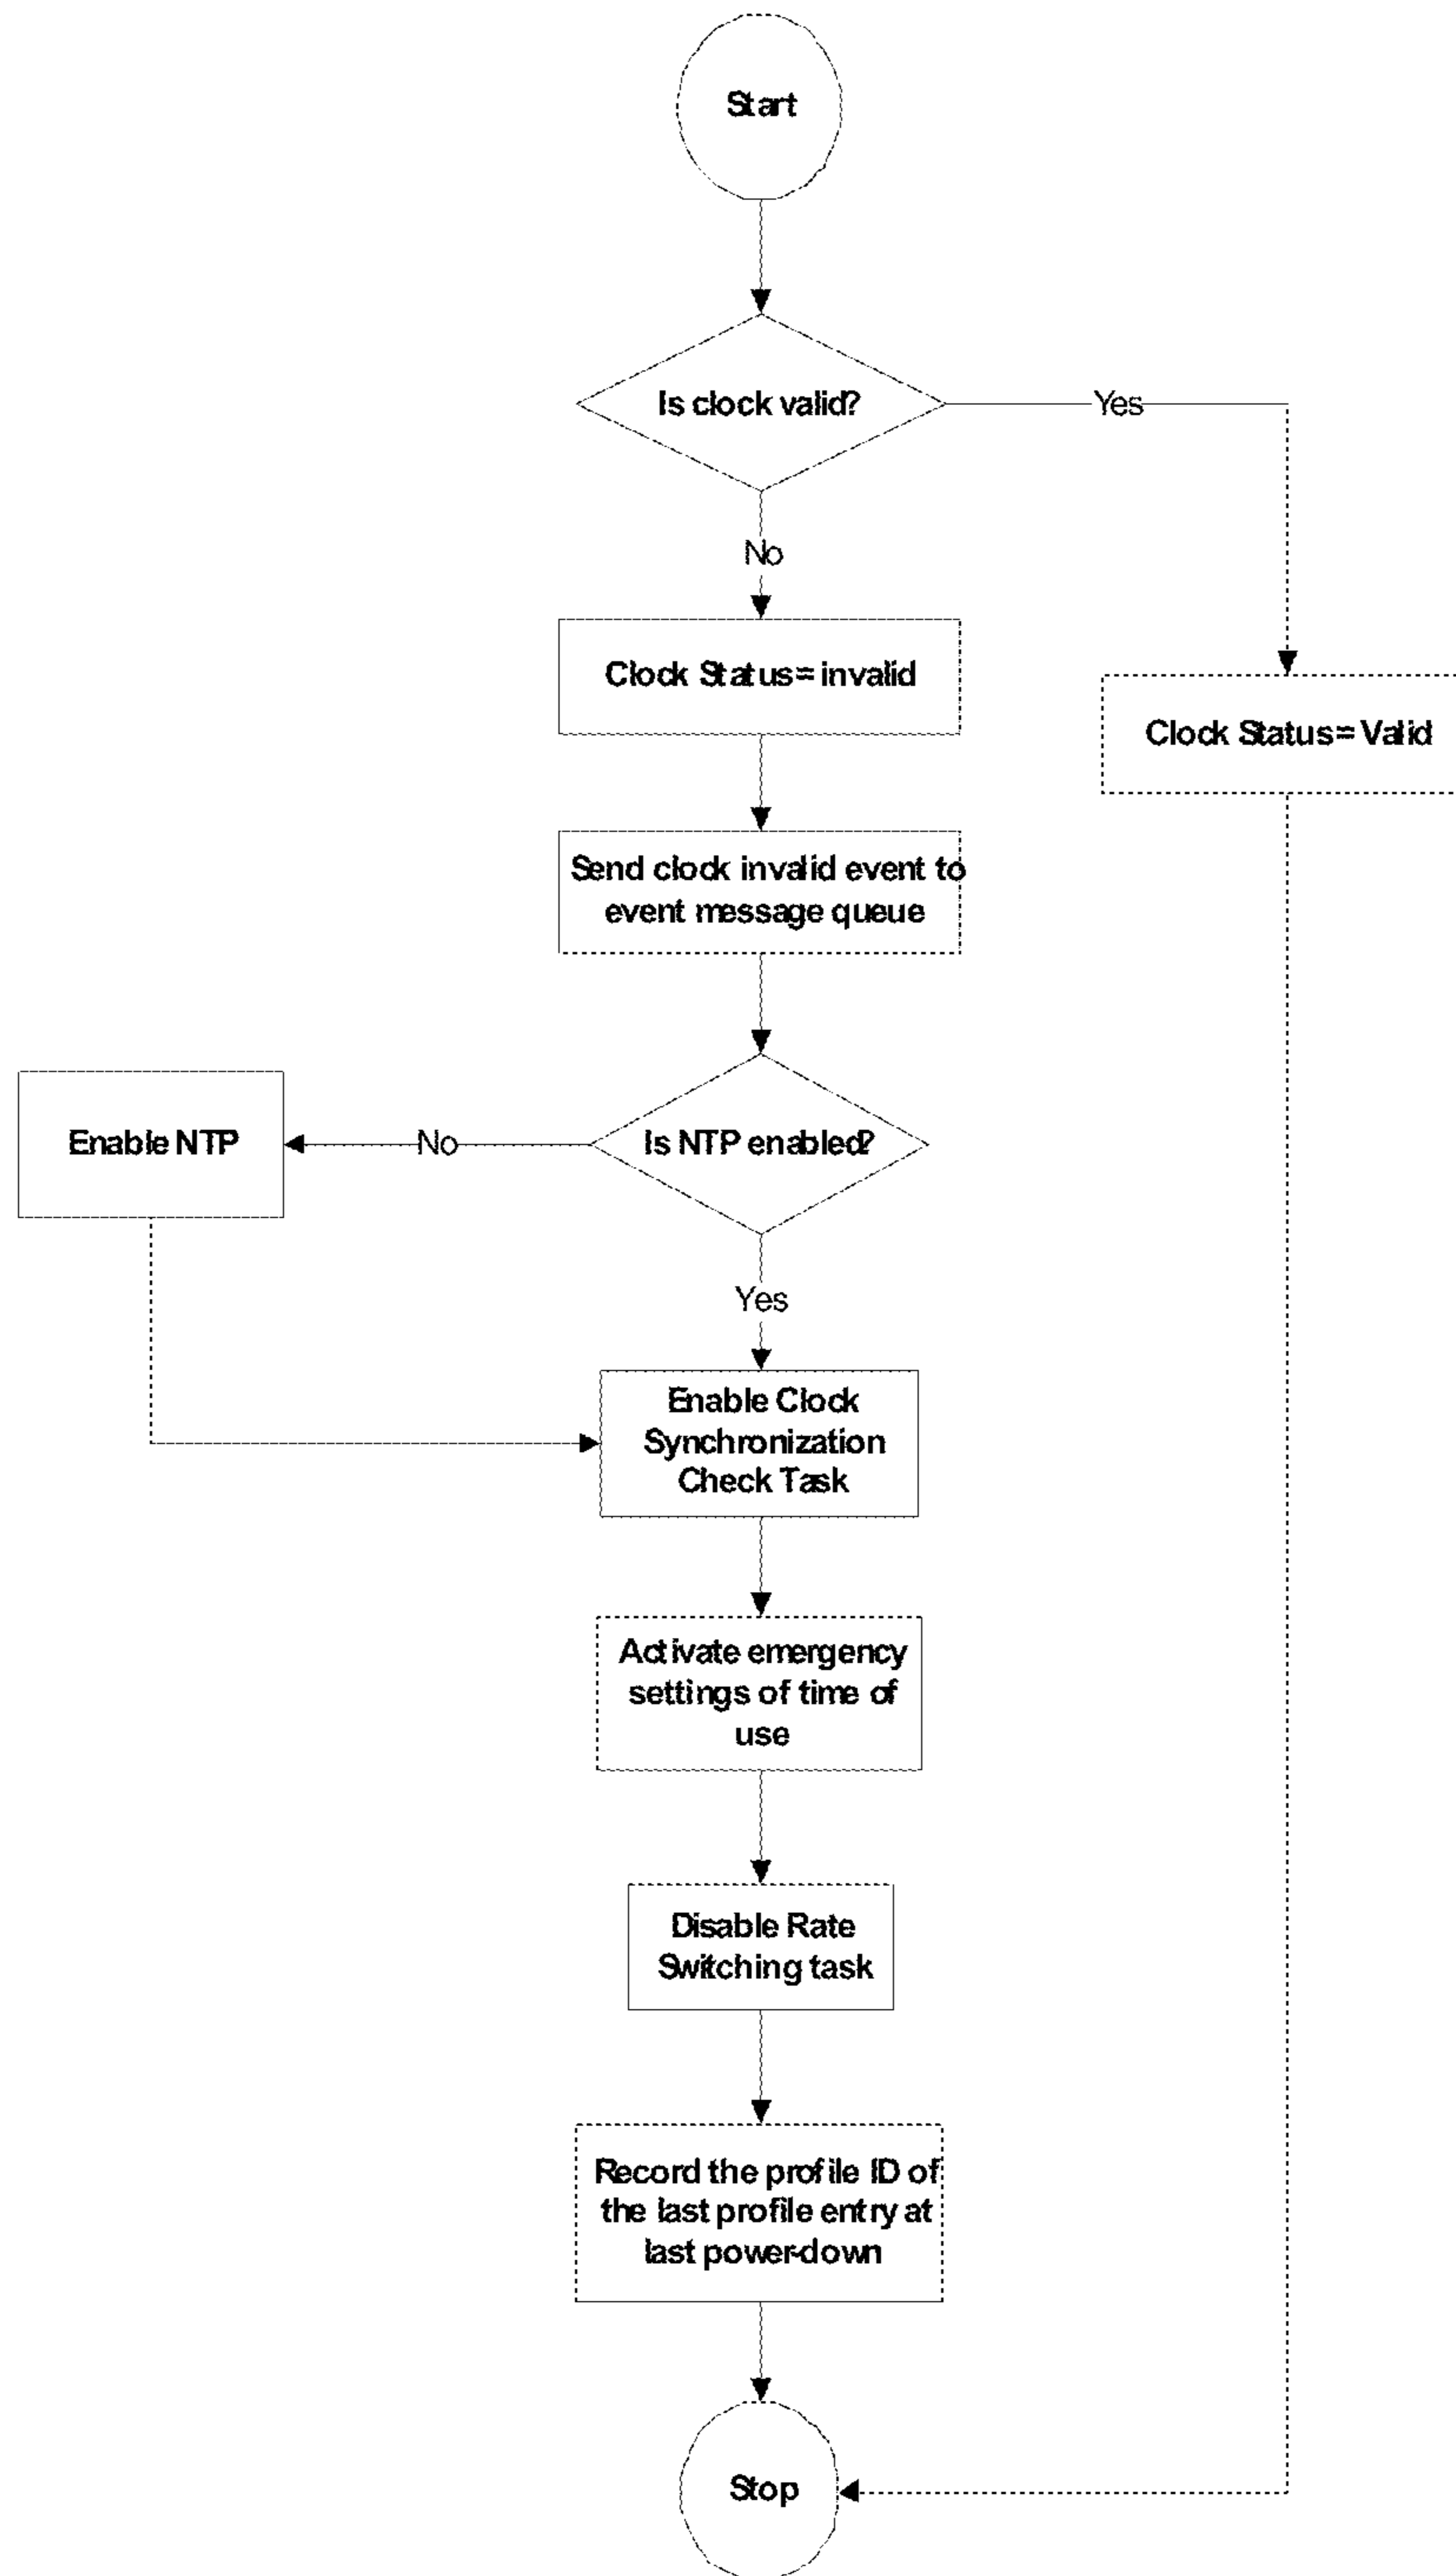 Start
Is clock valid?
Yes
No
Clock Status= invalid
Clock Status= Valid
Send clock invalid event to
event message queue
Enable NTP
No
Is NTP enabled?
Yes
Enable Clock
Synchronization
Check Task
Activate emergency
settings of time of
use
Disable Rate
Switching task
Record the profile ID of
the last profile entry at
last power-down
Stop